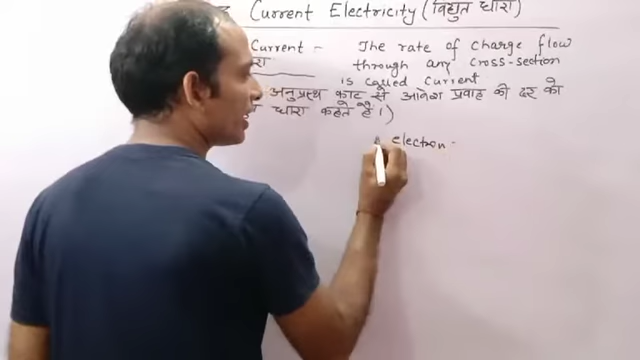 Current Electricity (विद्युत धारा)
Current - The rate of charge flow
through any cross-section
is called current
अनुप्रस्थ काट से आवेश प्रवाह की दर को
धारा कहते है।)
electron